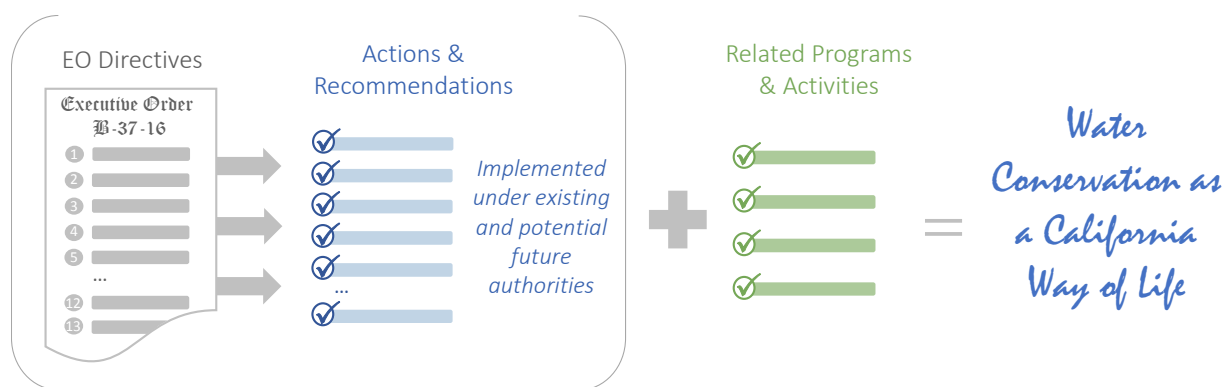 EO Directives
Executive Order
B-37-16
1
2
3
4
5
...
12
13
Actions &
Recommendations
...
Implemented
under existing
and potential
future
authorities
Related Programs
& Activities
Water
Conservation as
a California
Way of Life